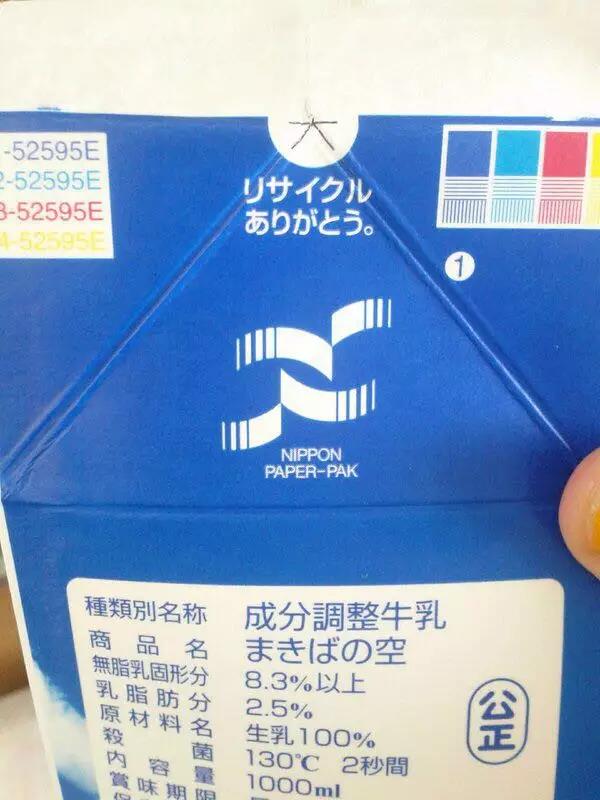 大
リサイクル
ありがとう。
-52595E
2-52595E
3-52595E
4-52595E
1
NIPPON
PAPER-PAK
種類別名称 成分調整牛乳
商品名 まきばの空
無脂乳固形分 8.3%以上
乳脂肪分 2.5%
原材料名 生乳100%
殺菌 130℃ 2秒間
内容量 1000ml
賞味期限
公正